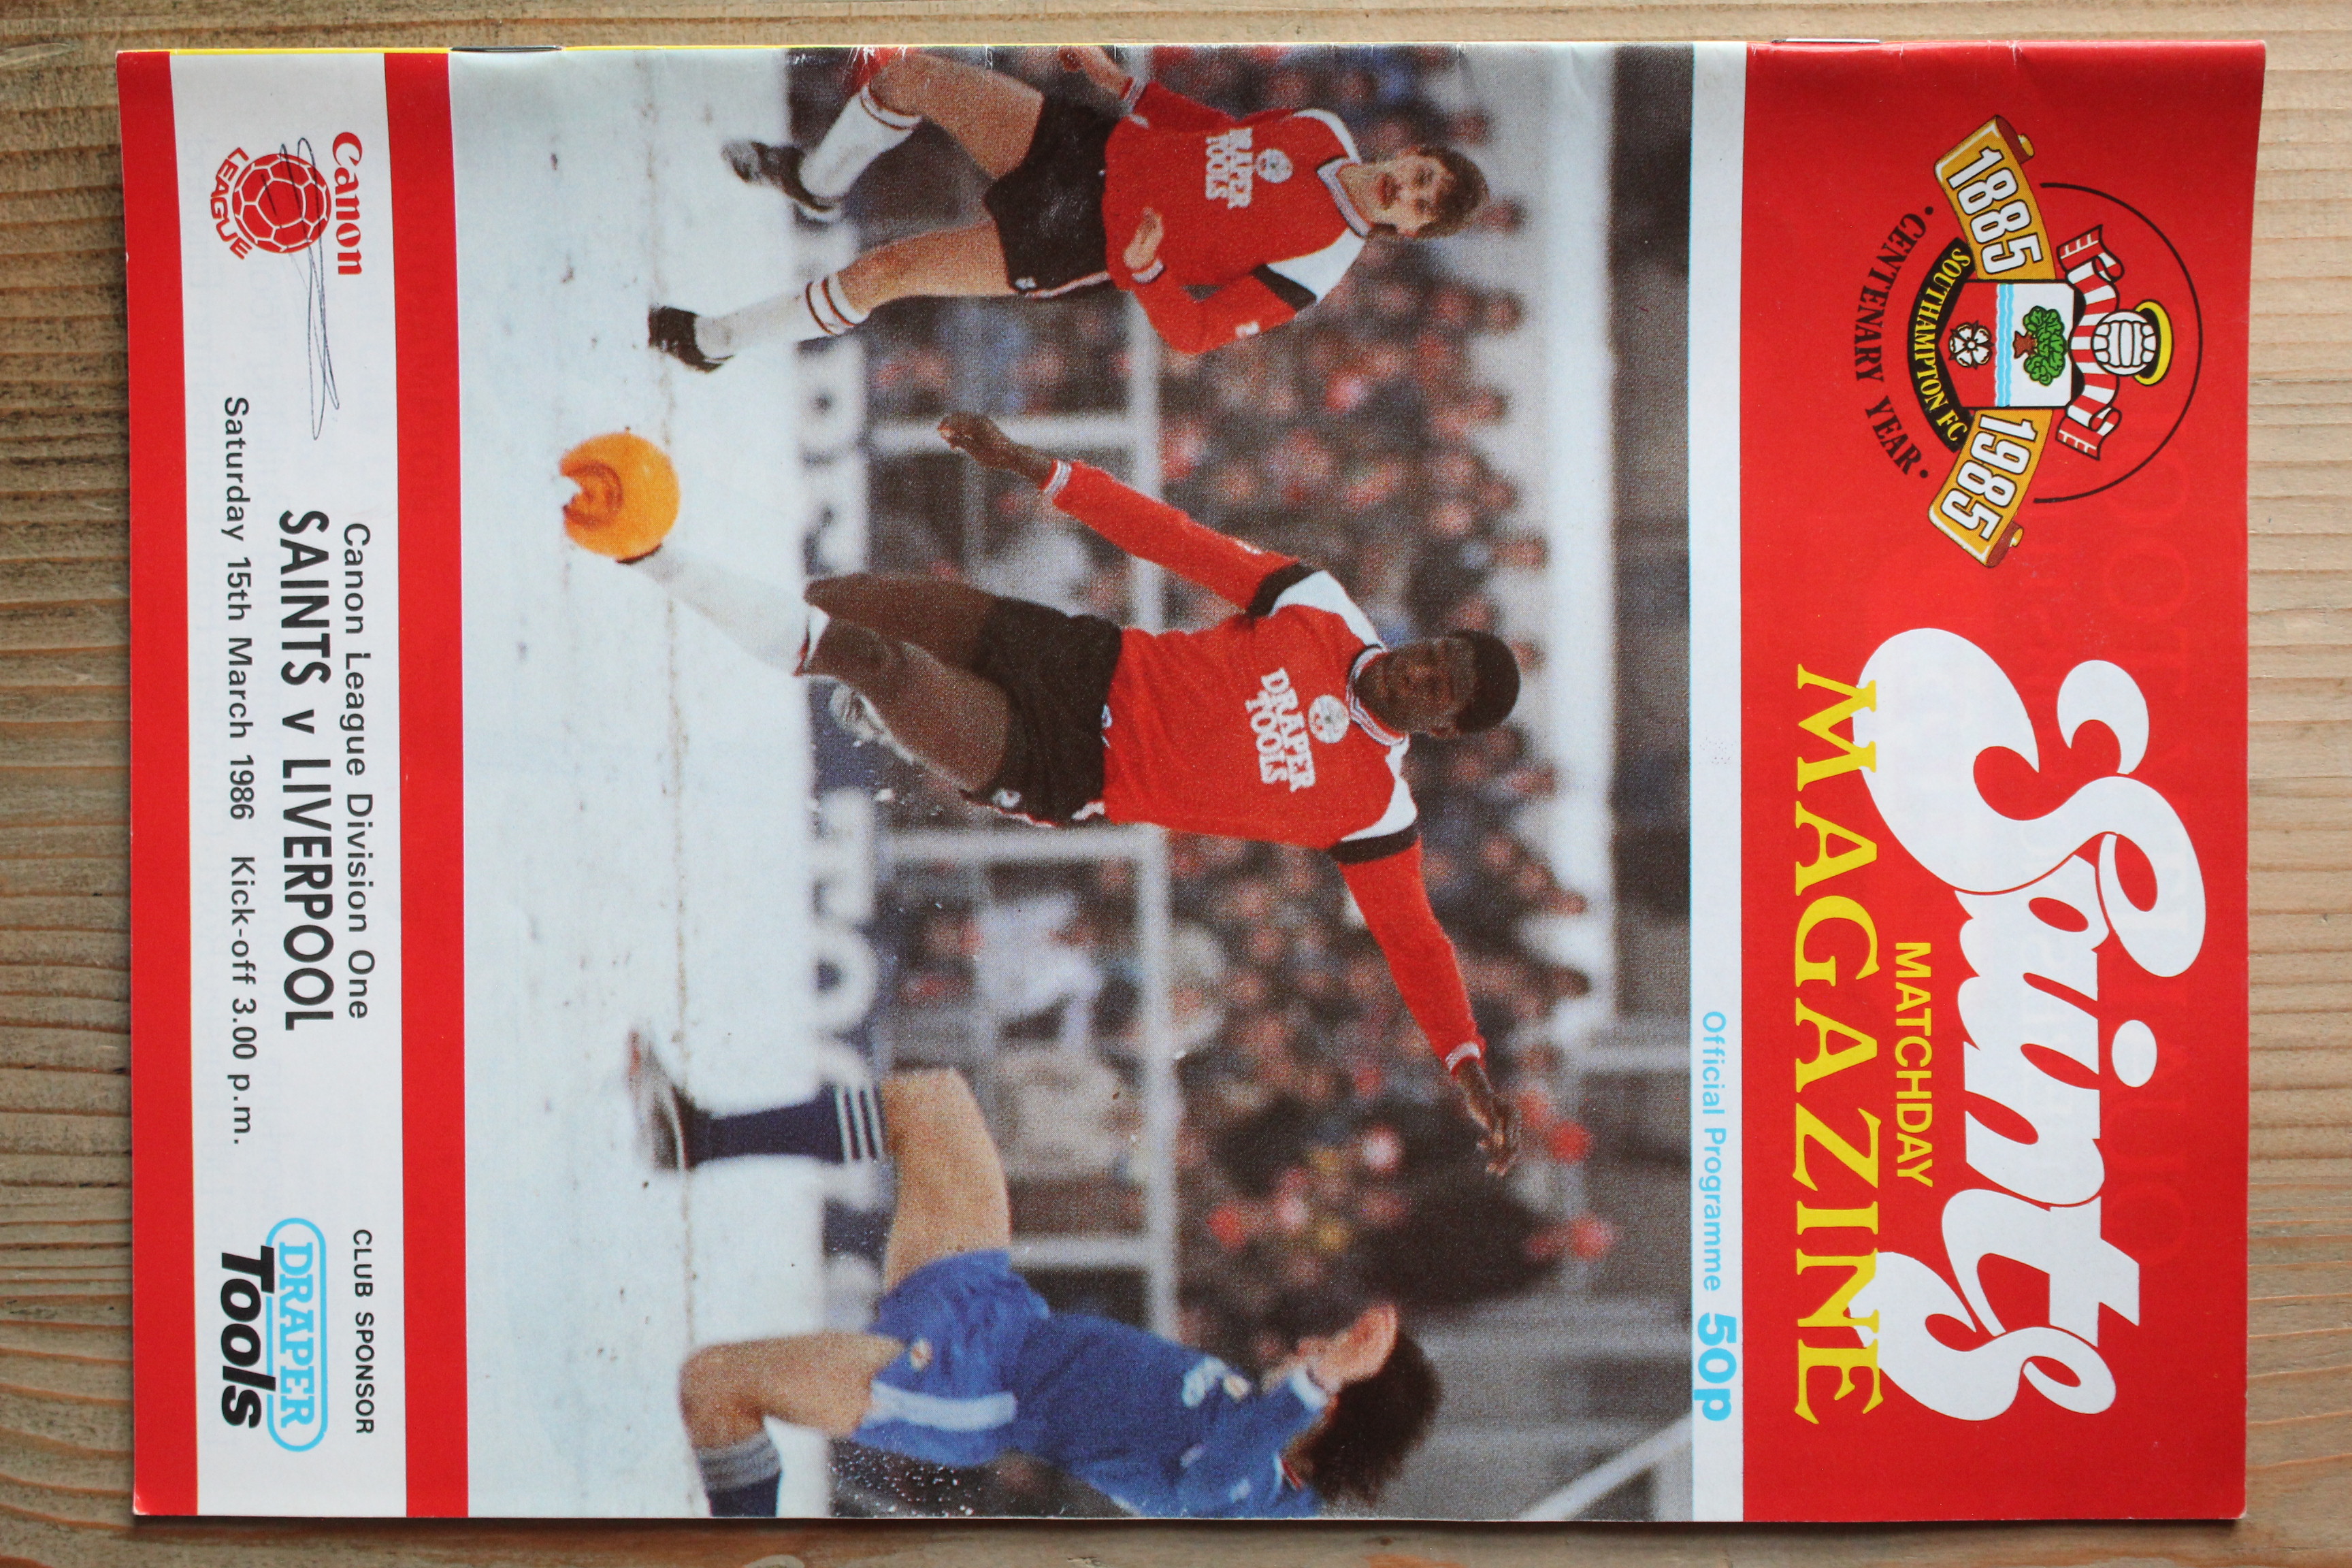 1885
1985
SOUTHAMPTON FC
• CENTENARY YEAR •
Saints
MATCHDAY
MAGAZINE
Official Programme 50p
DRAPER
TOOLS
DRAPER
TOOLS
Canon
LEAGUE
Canon League Division One
SAINTS v LIVERPOOL
Saturday 15th March 1986 Kick-off 3.00 p.m.
CLUB SPONSOR
DRAPER
Tools